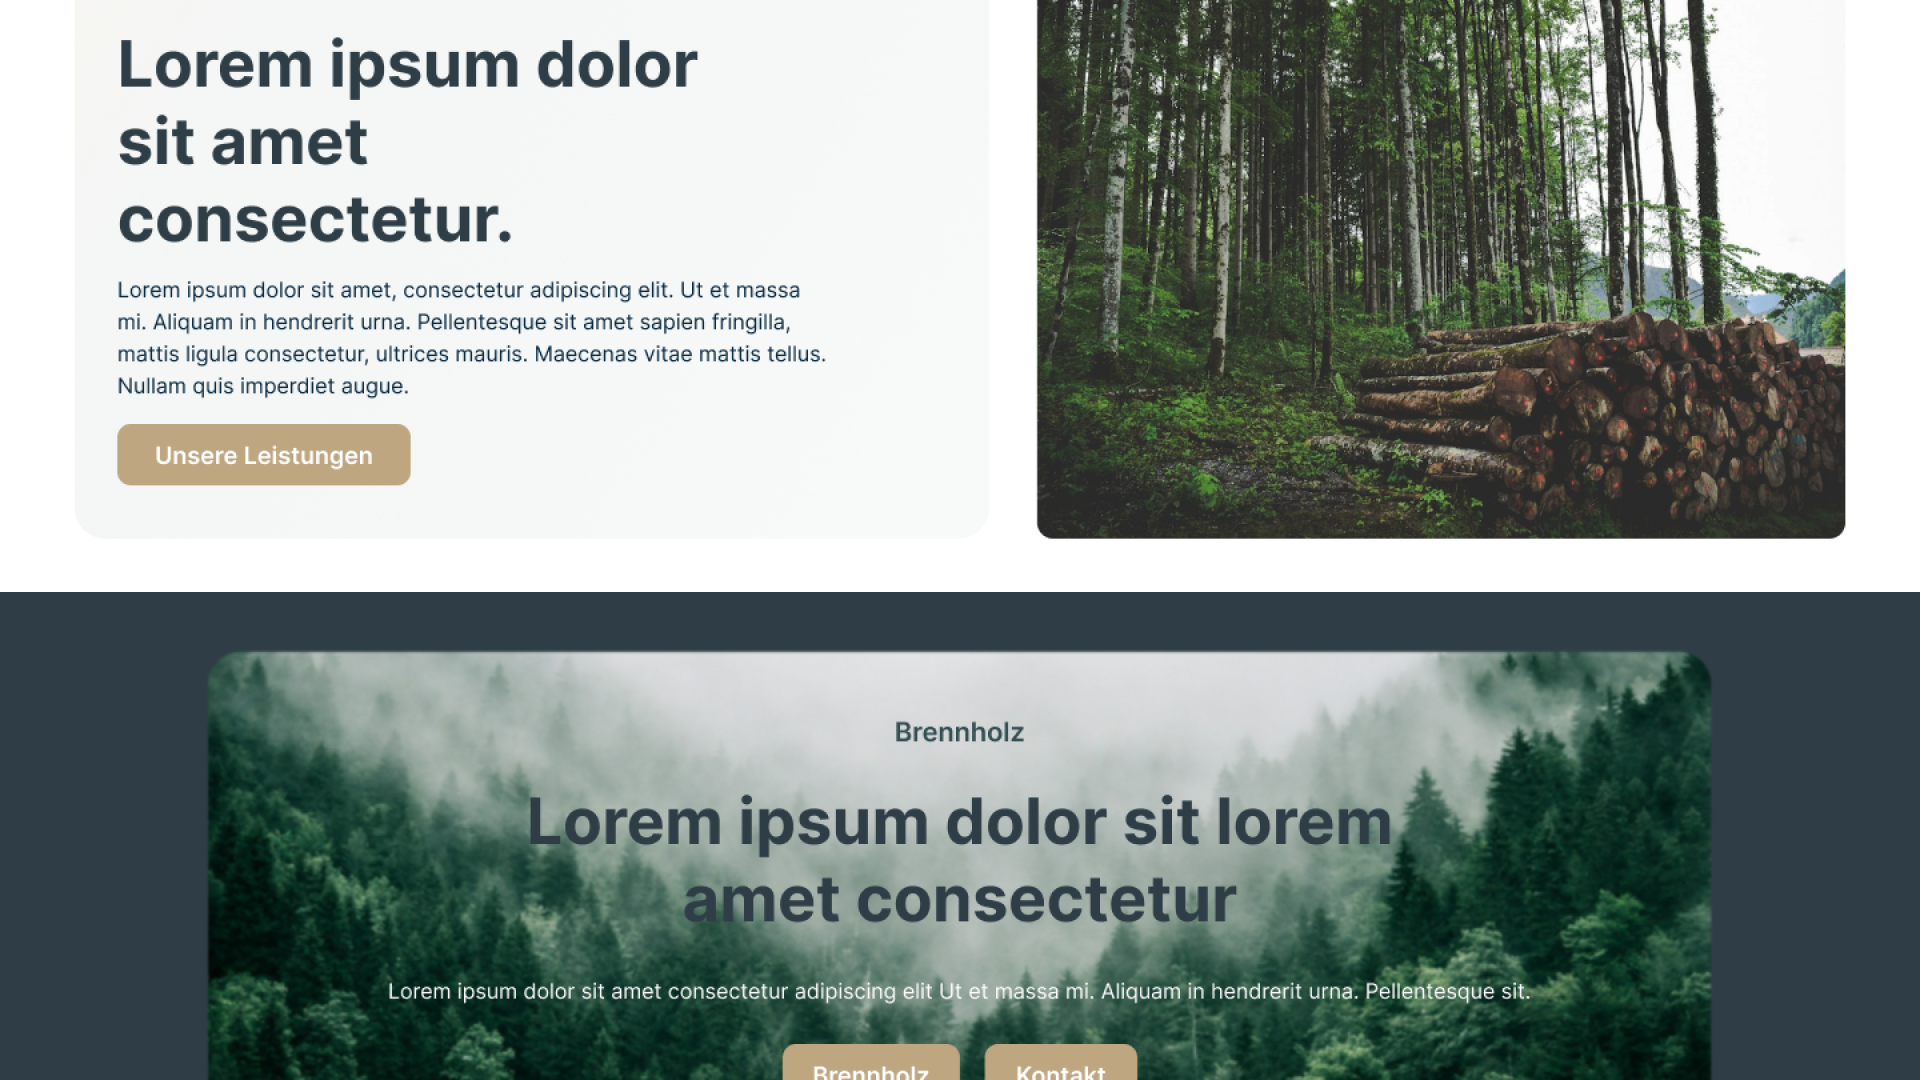 Lorem ipsum dolor
sit amet
consectetur.
Lorem ipsum dolor sit amet, consectetur adipiscing elit. Ut et massa
mi. Aliquam in hendrerit urna. Pellentesque sit amet sapien fringilla,
mattis ligula consectetur, ultrices mauris. Maecenas vitae mattis tellus.
Nullam quis imperdiet augue.
Unsere Leistungen
Brennholz
Lorem ipsum dolor sit lorem
amet consectetur
Lorem ipsum dolor sit amet consectetur adipiscing elit Ut et massa mi. Aliquam in hendrerit urna. Pellentesque sit.
Brennholz
Kontakt